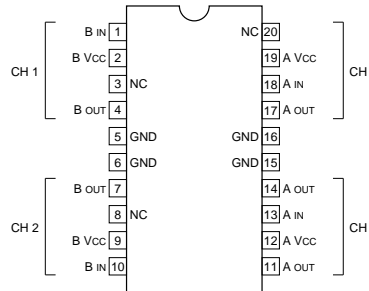 B IN 1 NC 20
B VCC 2 19 A VCC
3 NC 18 A IN
CH 1 CH
B OUT 4 17 A OUT
5 GND GND 16
6 GND GND 15
B OUT 7 14 A OUT
8 NC 13 A IN
CH 2 CH
B VCC 9 12 A VCC
B IN 10 11 A OUT